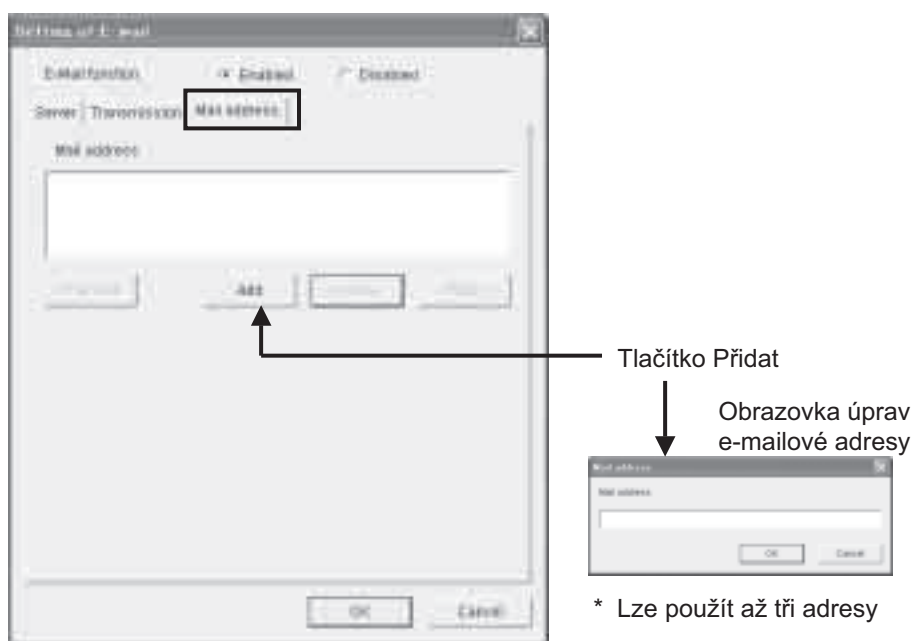 Setting of E-mail
E-Mail function Enabled Disabled
Server Transmission Mail address
Mail address
Add
Tlačítko Přidat
Obrazovka úprav
e-mailové adresy
Mail address
Mail address
OK Cancel
* Lze použít až tři adresy
OK Cancel